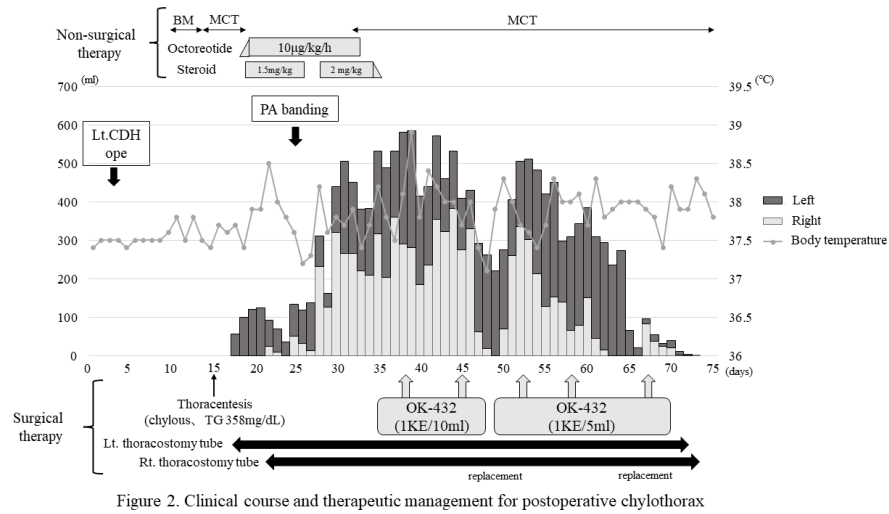 BM MCT MCT
Non-surgical
therapy
Octoreotide 10μg/kg/h
Steroid 1.5mg/kg 2 mg/kg
700 (ml) 39.5 (℃)
600 39
500 38.5
400 38
300 37.5
200 37
100 36.5
0 36
PA banding
Lt.CDH
ope
Left
Right
Body temperature
0 5 10 15 20 25 30 35 40 45 50 55 60 65 70 75 (days)
Surgical
therapy
Thoracentesis
(chylous、TG 358mg/dL)
OK-432
(1KE/10ml)
OK-432
(1KE/5ml)
Lt. thoracostomy tube
Rt. thoracostomy tube
replacement replacement
Figure 2. Clinical course and therapeutic management for postoperative chylothorax